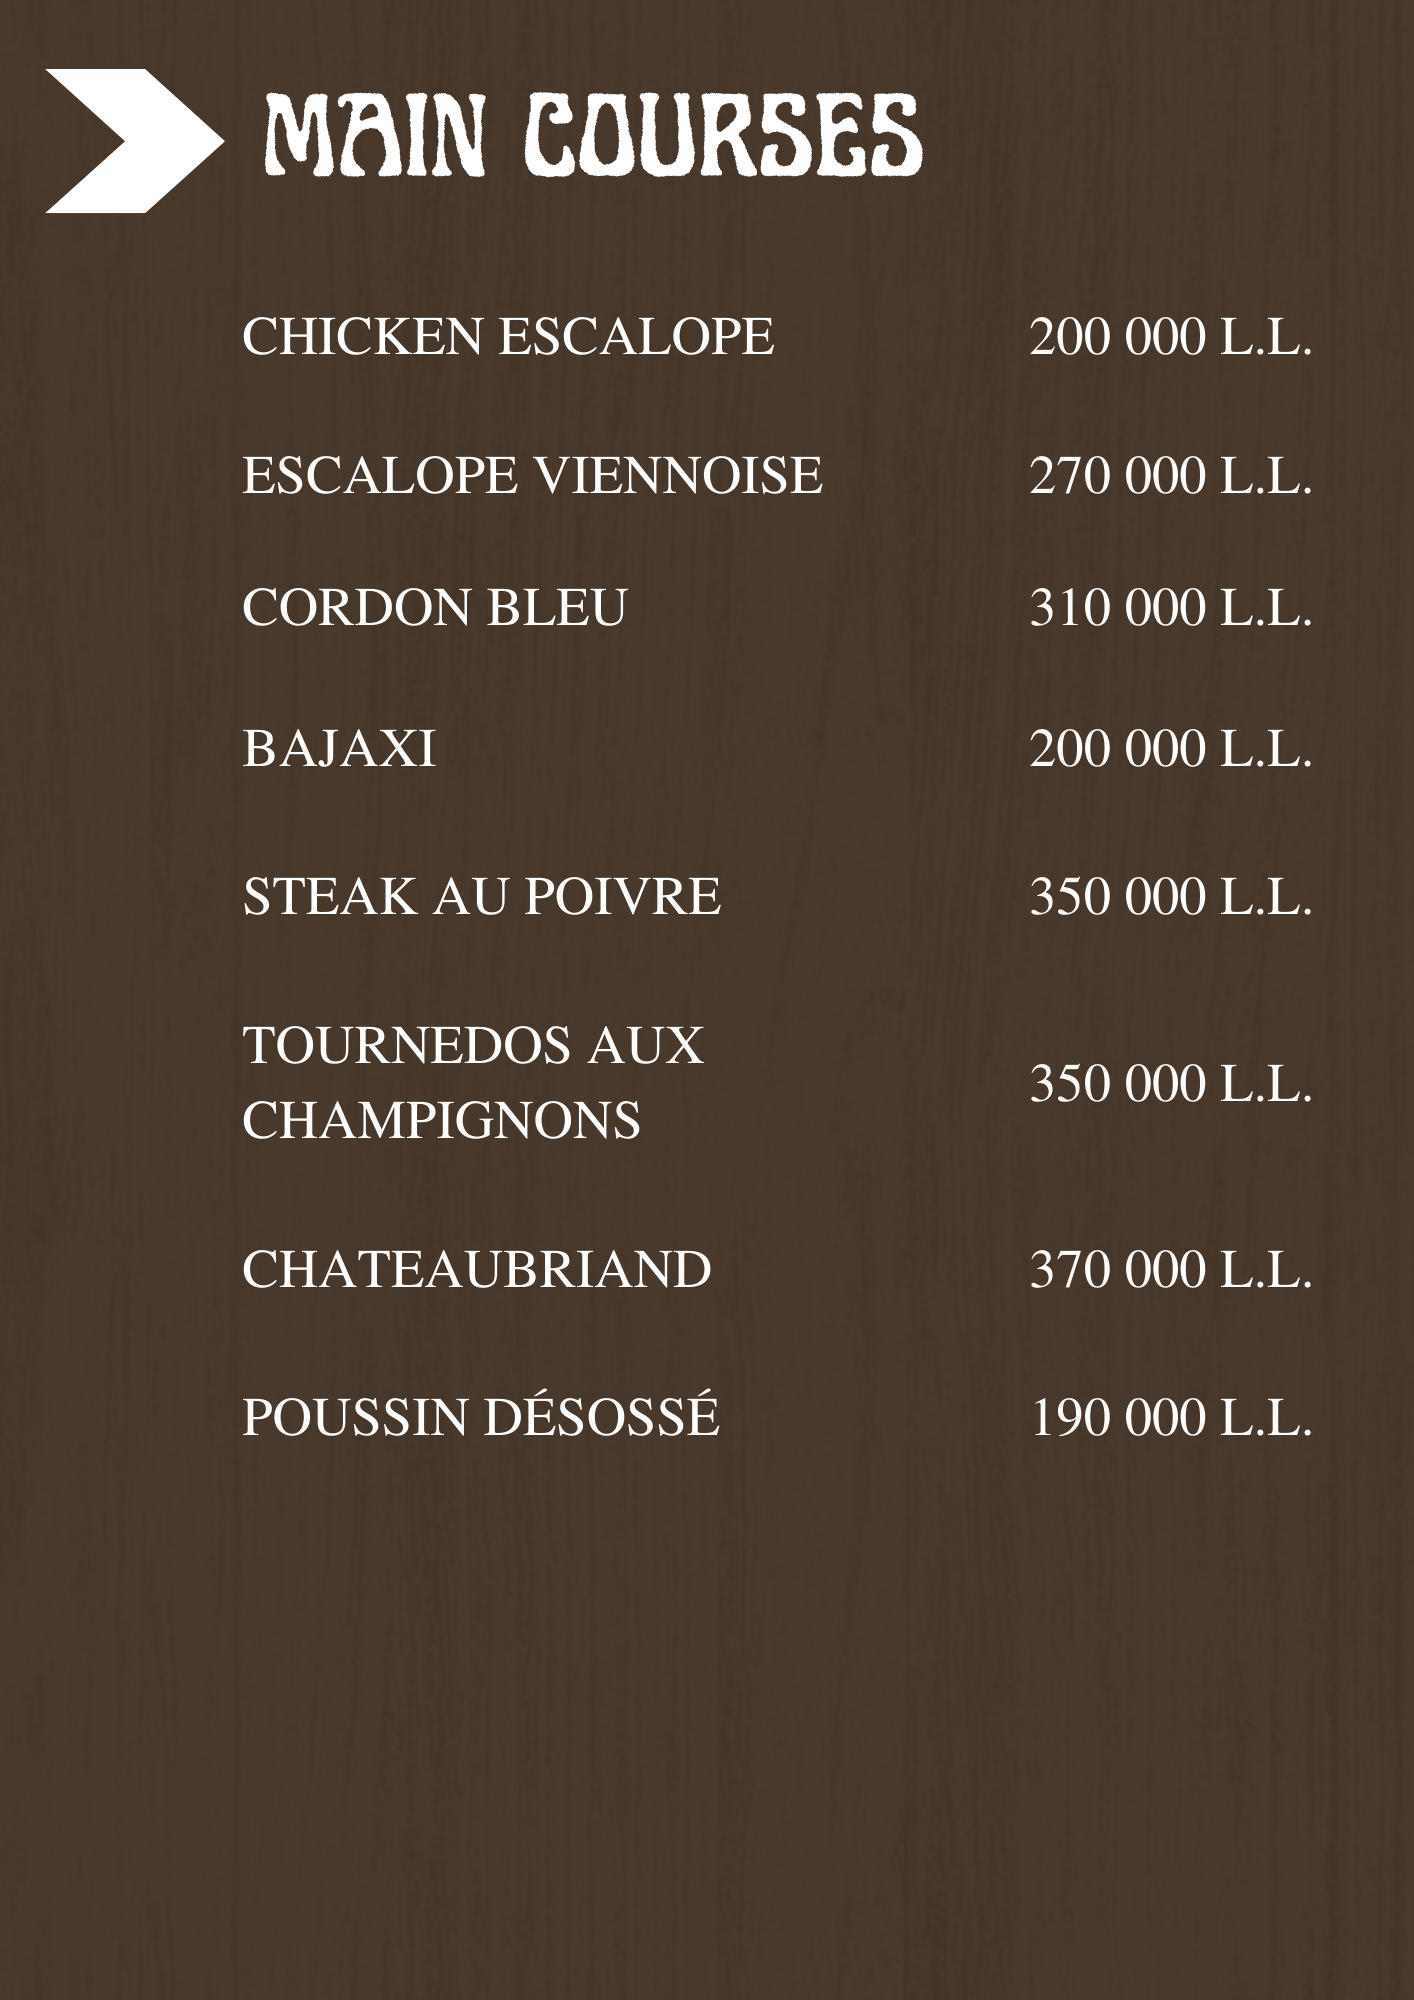 MAIN COURSES
CHICKEN ESCALOPE 200 000 L.L.
ESCALOPE VIENNOISE 270 000 L.L.
CORDON BLEU 310 000 L.L.
BAJAXI 200 000 L.L.
STEAK AU POIVRE 350 000 L.L.
TOURNEDOS AUX
CHAMPIGNONS 350 000 L.L.
CHATEAUBRIAND 370 000 L.L.
POUSSIN DÉSOSSÉ 190 000 L.L.